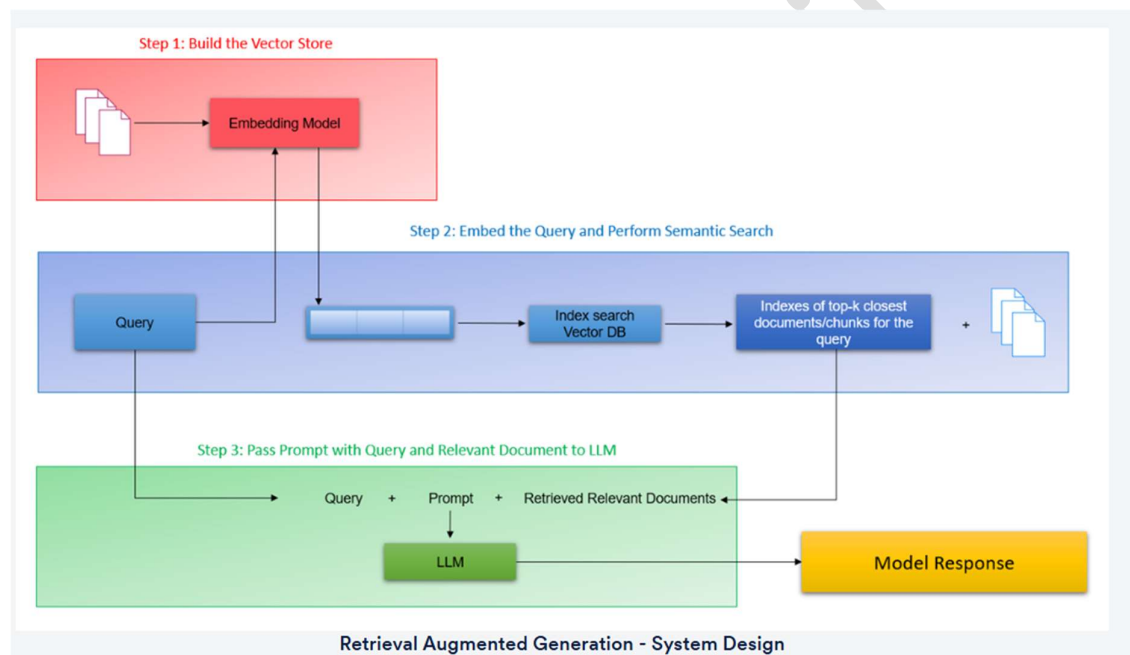 Step 1: Build the Vector Store
Embedding Model
Step 2: Embed the Query and Perform Semantic Search
Query
Index search
Vector DB
Indexes of top-k closest
documents/chunks for the
query
+
Step 3: Pass Prompt with Query and Relevant Document to LLM
Query + Prompt + Retrieved Relevant Documents
LLM
Model Response
Retrieval Augmented Generation - System Design